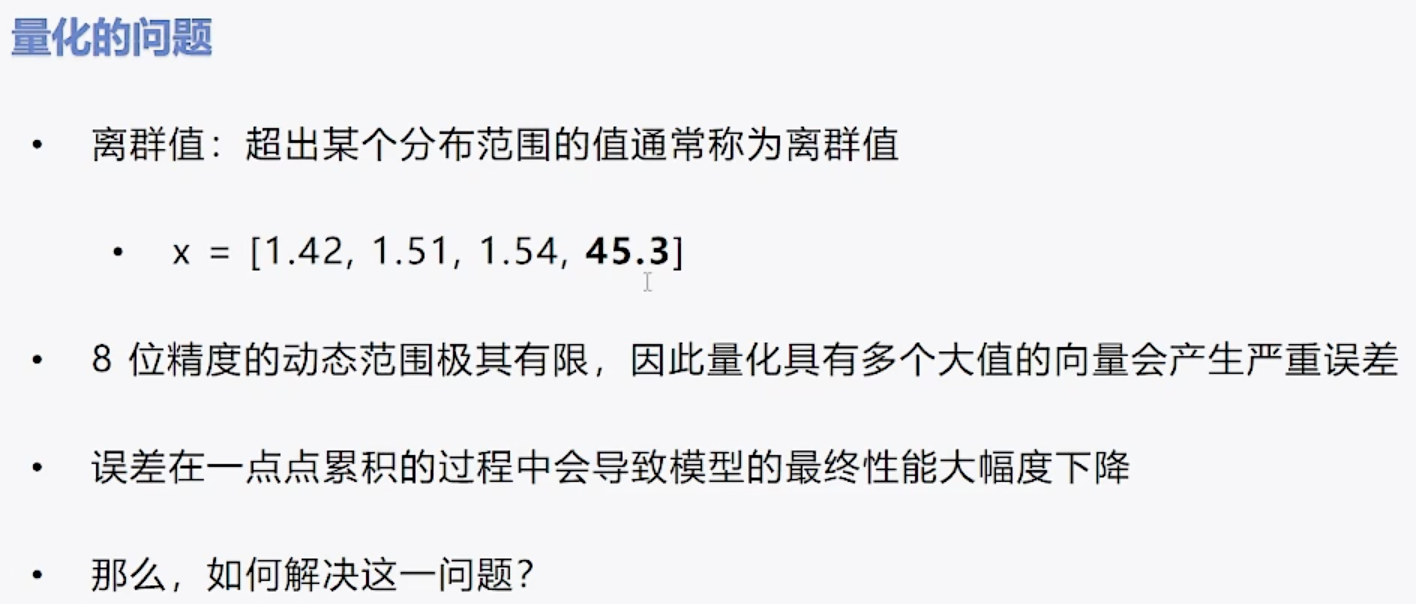 量化的问题
• 离群值：超出某个分布范围的值通常称为离群值
• x = [1.42, 1.51, 1.54, 45.3]
• 8 位精度的动态范围极其有限，因此量化具有多个大值的向量会产生严重误差
• 误差在一点点累积的过程中会导致模型的最终性能大幅度下降
• 那么，如何解决这一问题？